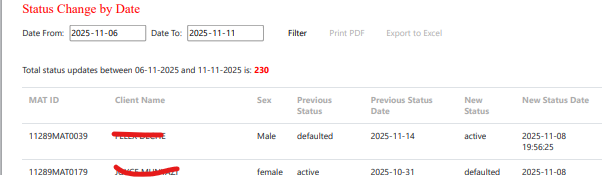 Status Change by Date
Date From: 2025-11-06 Date To: 2025-11-11 Filter Print PDF Export to Excel
Total status updates between 06-11-2025 and 11-11-2025 is: 230
MAT ID Client Name Sex Previous Status Previous Status Date New Status New Status Date
11289MAT0039 Male defaulted 2025-11-14 active 2025-11-08 19:56:25
11289MAT0179 female active 2025-10-31 defaulted 2025-11-08